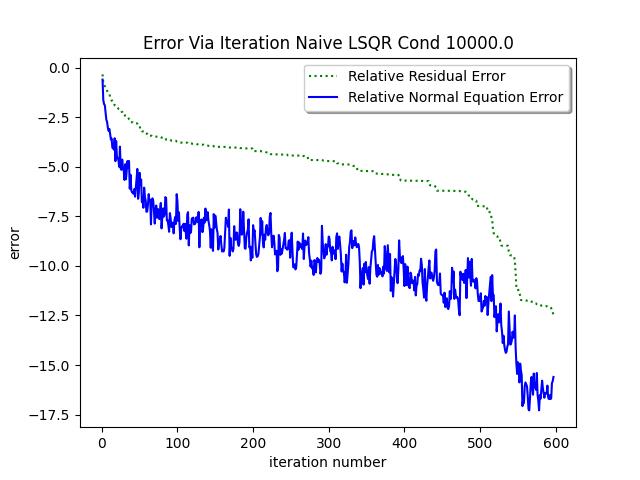 Error Via Iteration Naive LSQR Cond 10000.0
Relative Residual Error
Relative Normal Equation Error
0.0
−2.5
−5.0
−7.5
−10.0
−12.5
−15.0
−17.5
error
0 100 200 300 400 500 600
iteration number